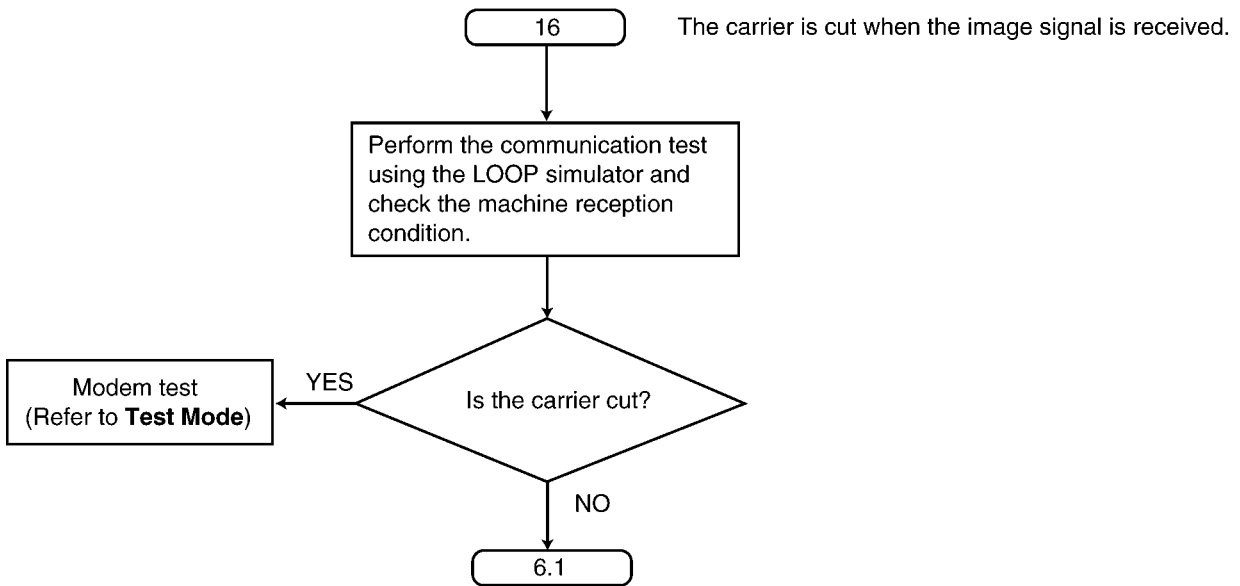 16
The carrier is cut when the image signal is received.
Perform the communication test
using the LOOP simulator and
check the machine reception
condition.
Is the carrier cut?
YES
Modem test
(Refer to Test Mode)
NO
6.1